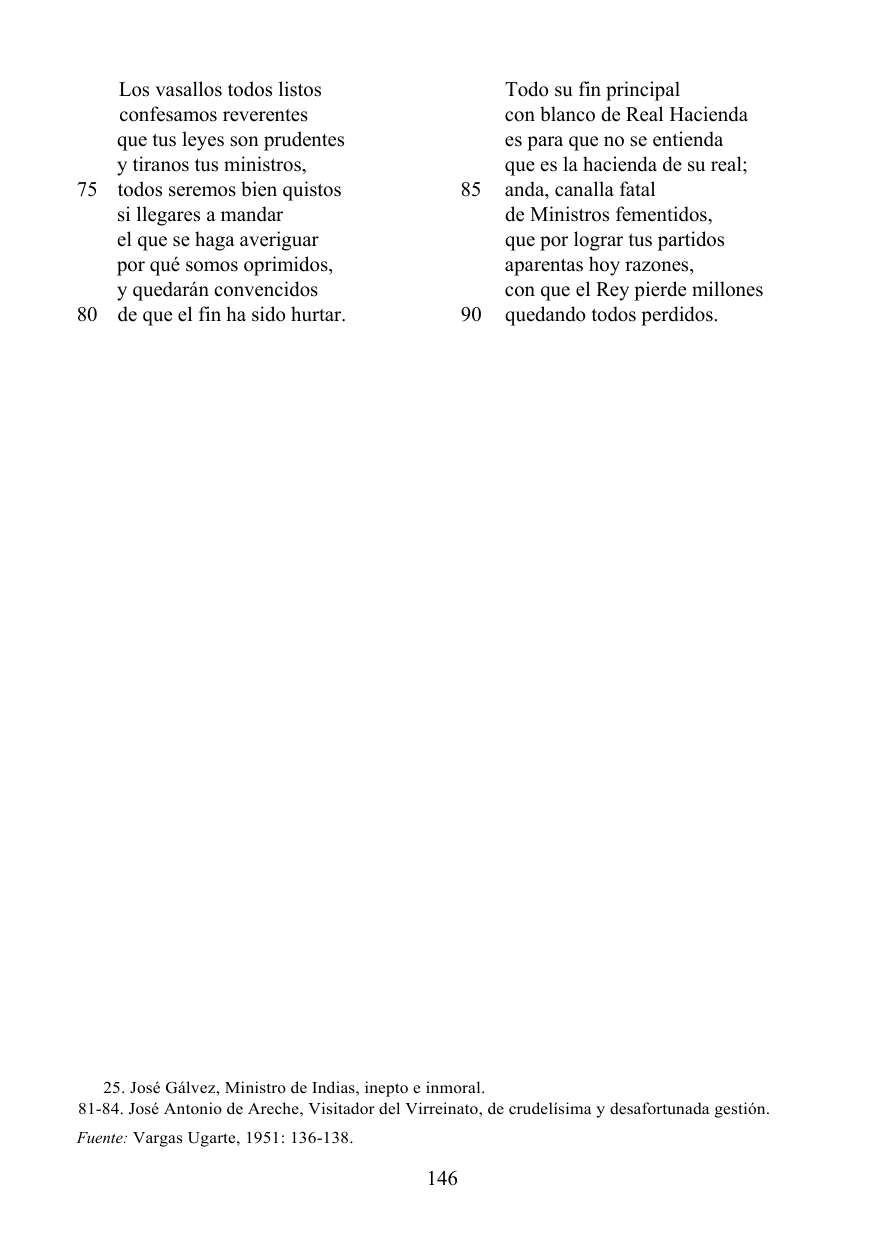 Los vasallos todos listos
confesamos reverentes
que tus leyes son prudentes
y tiranos tus ministros,
75 todos seremos bien quistos
si llegares a mandar
el que se haga averiguar
por qué somos oprimidos,
y quedarán convencidos
80 de que el fin ha sido hurtar.
Todo su fin principal
con blanco de Real Hacienda
es para que no se entienda
que es la hacienda de su real;
85 anda, canalla fatal
de Ministros fementidos,
que por lograr tus partidos
aparentas hoy razones,
con que el Rey pierde millones
90 quedando todos perdidos.
25. José Gálvez, Ministro de Indias, inepto e inmoral.
81-84. José Antonio de Areche, Visitador del Virreinato, de crudelísima y desafortunada gestión.
Fuente: Vargas Ugarte, 1951: 136-138.
146